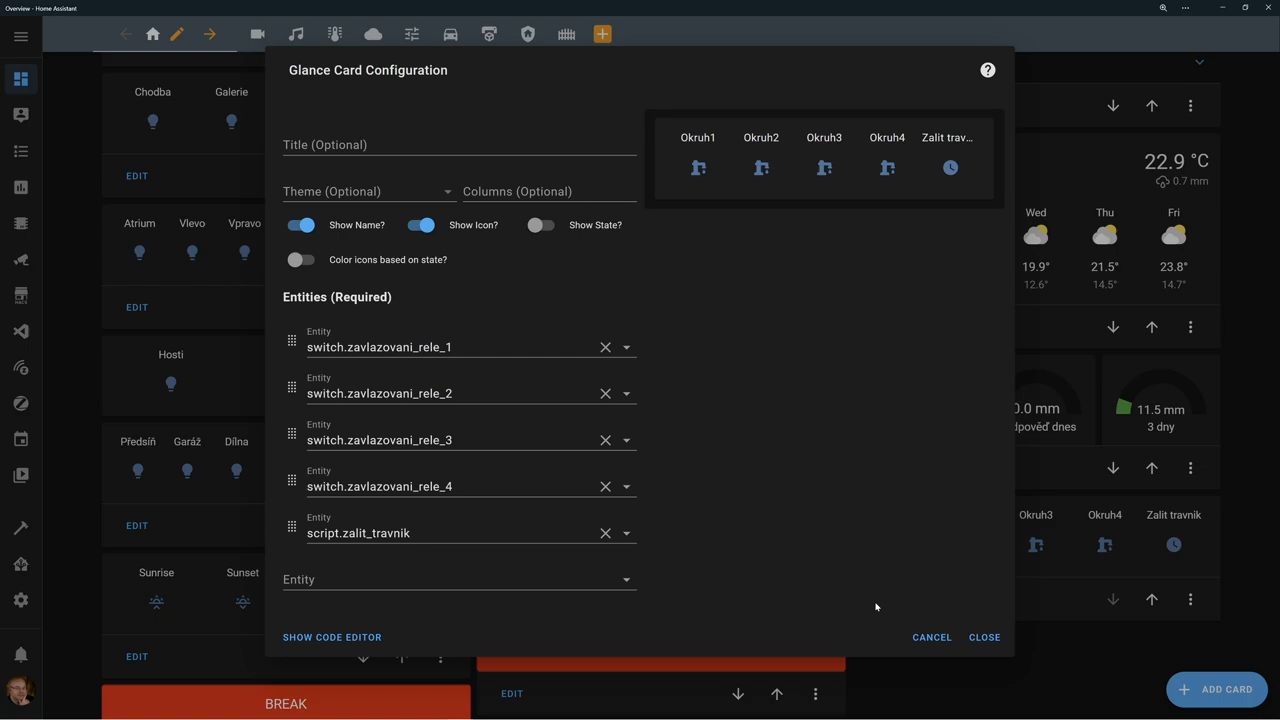 Overview - Home Assistant
Glance Card Configuration
Title (Optional)
Theme (Optional)
Columns (Optional)
Show Name?
Show Icon?
Show State?
Color icons based on state?
Entities (Required)
Entity
switch.zavlazovani_rele_1
Entity
switch.zavlazovani_rele_2
Entity
switch.zavlazovani_rele_3
Entity
switch.zavlazovani_rele_4
Entity
script.zalit_travnik
Entity
SHOW CODE EDITOR
CANCEL
CLOSE
Okruh1 Okruh2 Okruh3 Okruh4 Zalit trav...
Chodba Galerie
EDIT
Atrium Vlevo Vpravo
EDIT
Hosti
Předsíň Garáž Dílna
EDIT
Sunrise Sunset
EDIT
BREAK
EDIT
22.9 °C
0.7 mm
Wed Thu Fri
19.9° 21.5° 23.8°
12.6° 14.5° 14.7°
0.0 mm
dpověď dnes
11.5 mm
3 dny
Okruh3 Okruh4 Zalit travnik
ADD CARD
HACS